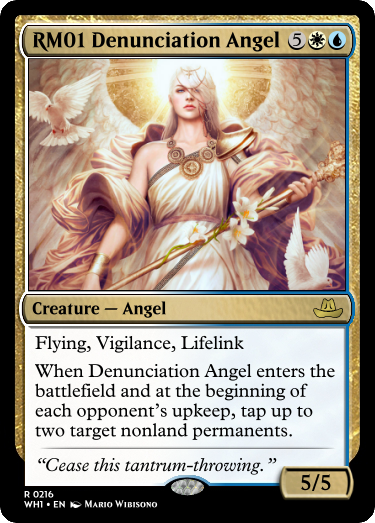 RM01 Denunciation Angel 5
Creature — Angel
Flying, Vigilance, Lifelink
When Denunciation Angel enters the
battlefield and at the beginning of
each opponent's upkeep, tap up to
two target nonland permanents.
“Cease this tantrum-throwing.”
5/5
R 0216
WH1 • EN Mario Wibisono